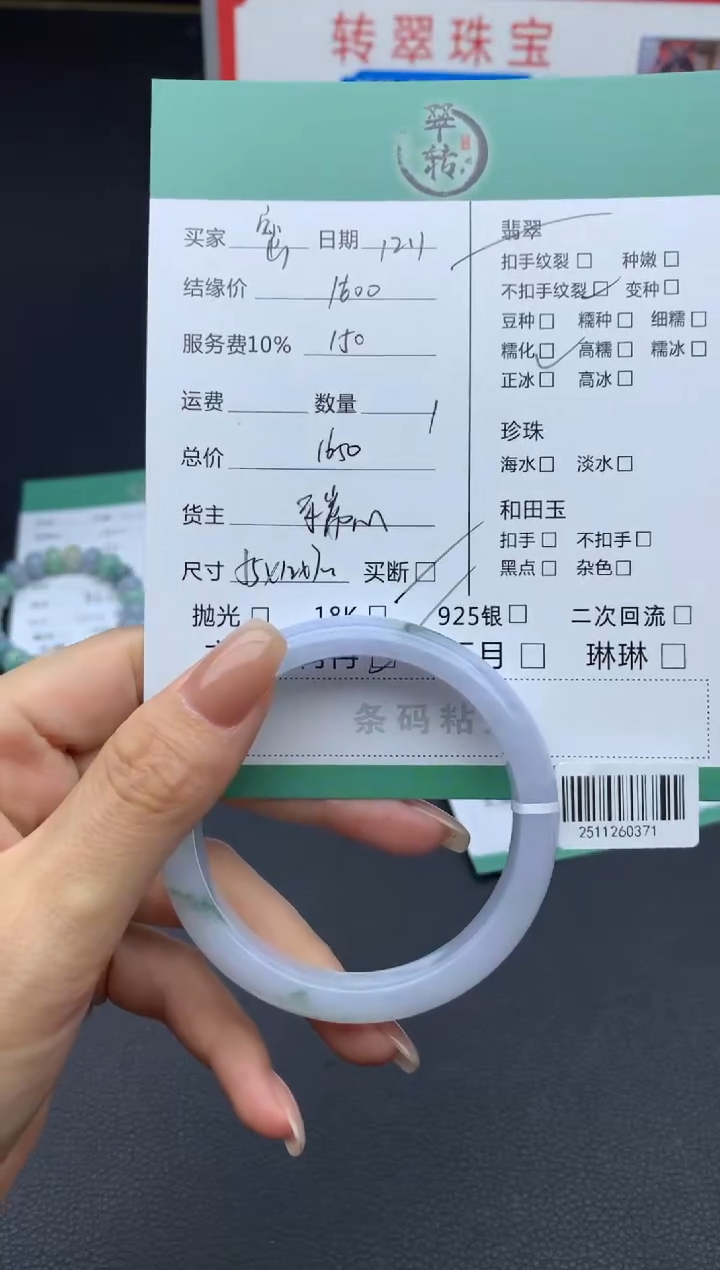 转翠珠宝
翠
转
买家 日期 12.1
结缘价 1600
服务费10% 150
运费 数量 1
总价 1650
货主
尺寸 买断□
抛光□ 18K□ 925银□ 二次回流□
月□ 琳琳□
条码粘
翡翠
扣手纹裂□ 种嫩□
不扣手纹裂□ 变种□
豆种□ 糯种□ 细糯□
糯化□ 高糯□ 糯冰□
正冰□ 高冰□
珍珠
海水□ 淡水□
和田玉
扣手□ 不扣手□
黑点□ 杂色□
2511260371